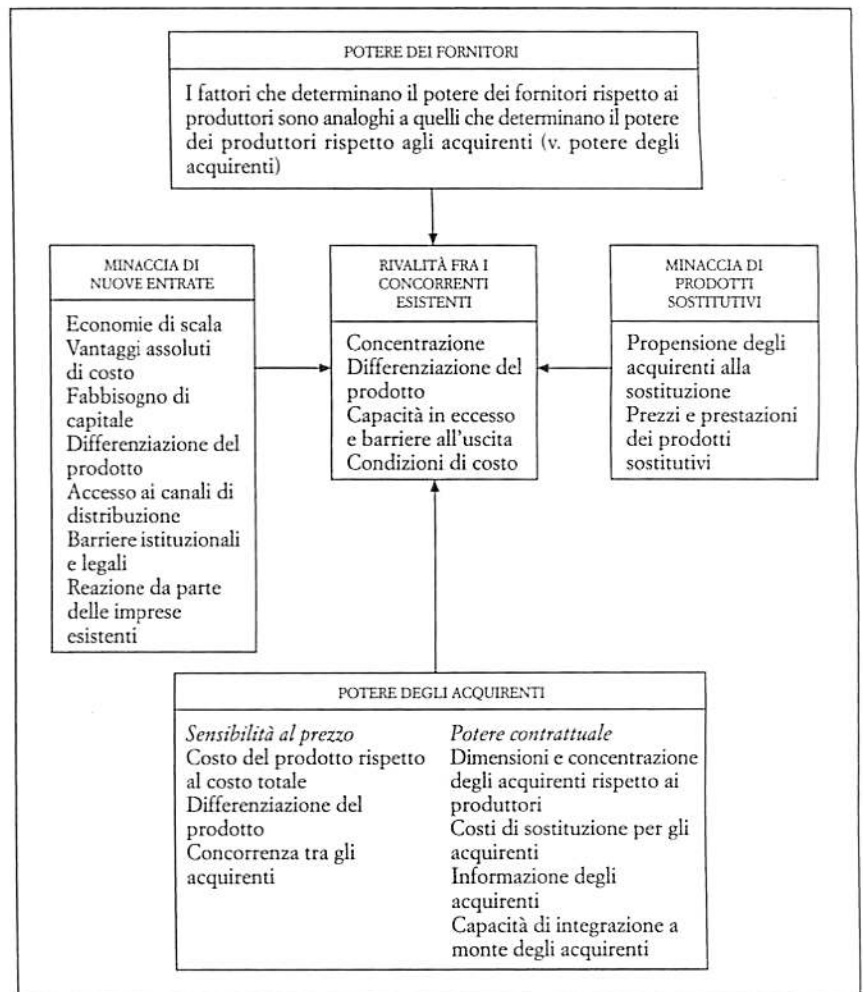 POTERE DEI FORNITORI
I fattori che determinano il potere dei fornitori rispetto ai
produttori sono analoghi a quelli che determinano il potere
dei produttori rispetto agli acquirenti (v. potere degli
acquirenti)
MINACCIA DI
NUOVE ENTRATE
Economie di scala
Vantaggi assoluti
di costo
Fabbisogno di
capitale
Differenziazione del
prodotto
Accesso ai canali di
distribuzione
Barriere istituzionali
e legali
Reazione da parte
delle imprese
esistenti
RIVALITÀ FRA I
CONCORRENTI
ESISTENTI
Concentrazione
Differenziazione del
prodotto
Capacità in eccesso
e barriere all'uscita
Condizioni di costo
MINACCIA DI
PRODOTTI
SOSTITUTIVI
Propensione degli
acquirenti alla
sostituzione
Prezzi e prestazioni
dei prodotti
sostitutivi
POTERE DEGLI ACQUIRENTI
Sensibilità al prezzo
Costo del prodotto rispetto
al costo totale
Differenziazione del
prodotto
Concorrenza tra gli
acquirenti
Potere contrattuale
Dimensioni e concentrazione
degli acquirenti rispetto ai
produttori
Costi di sostituzione per gli
acquirenti
Informazione degli
acquirenti
Capacità di integrazione a
monte degli acquirenti